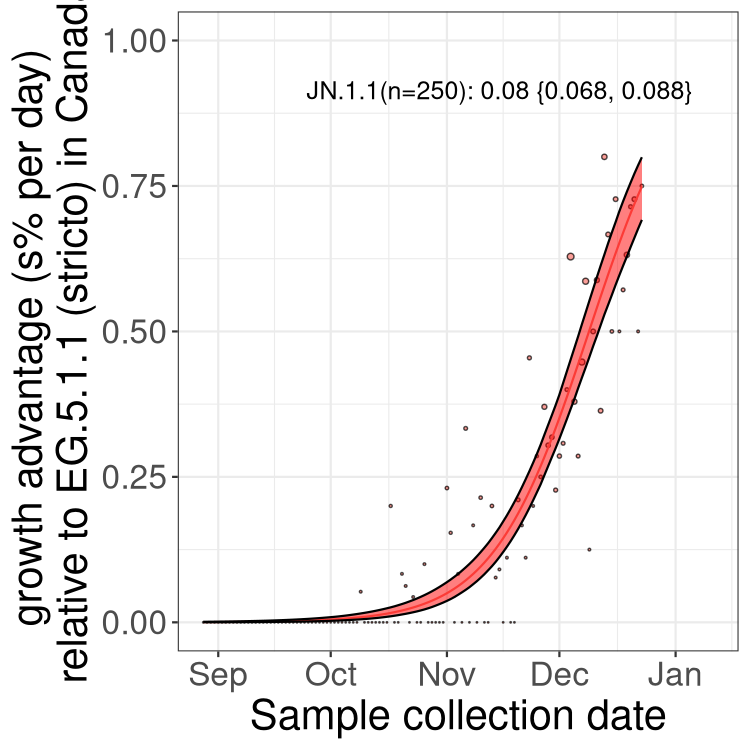 growth advantage (s% per day)
relative to EG.5.1.1 (stricto) in Canada
1.00
0.75
0.50
0.25
0.00
JN.1.1(n=250): 0.08 {0.068, 0.088}
Sep Oct Nov Dec Jan
Sample collection date